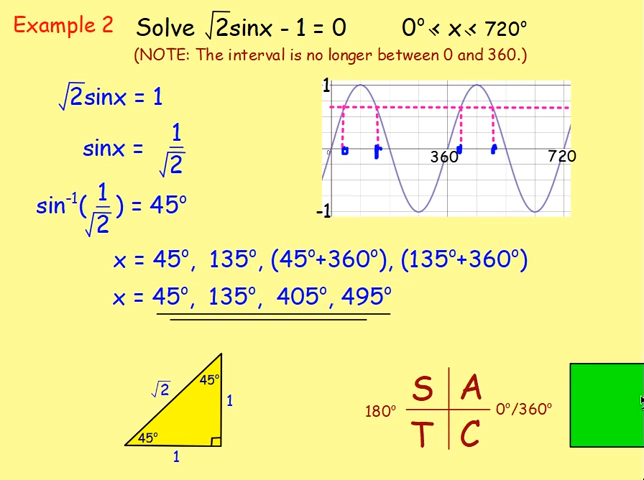 Example 2 Solve √2sinx - 1 = 0 0° ≤ x ≤ 720°
(NOTE: The interval is no longer between 0 and 360.)
√2sinx = 1
sinx = 1/√2
sin⁻¹(1/√2) = 45°
1
0
360
720
-1
x = 45°, 135°, (45°+360°), (135°+360°)
x = 45°, 135°, 405°, 495°
√2
45°
1
45°
1
S A
180° 0°/360°
T C